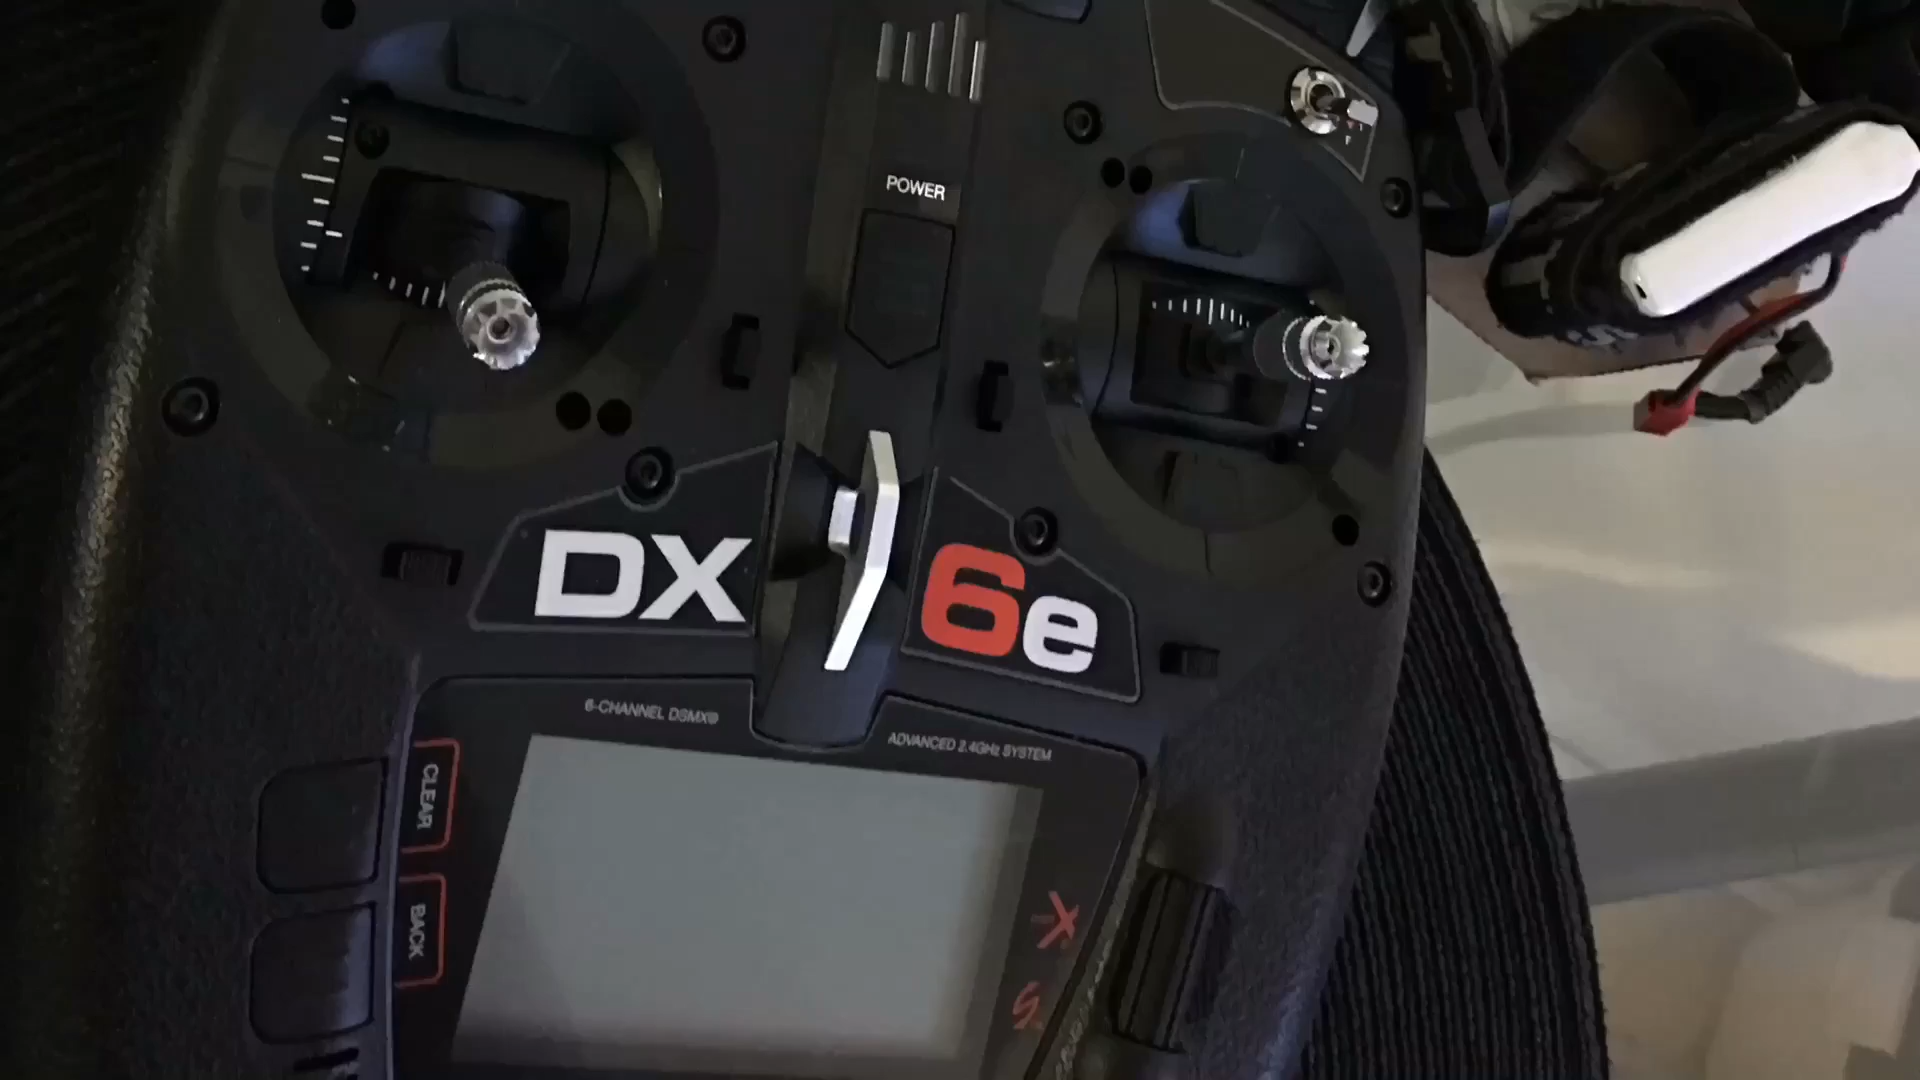 POWER
DX 6e
6-CHANNEL DSMX®
ADVANCED 2.4GHz SYSTEM
CLEAR
BACK